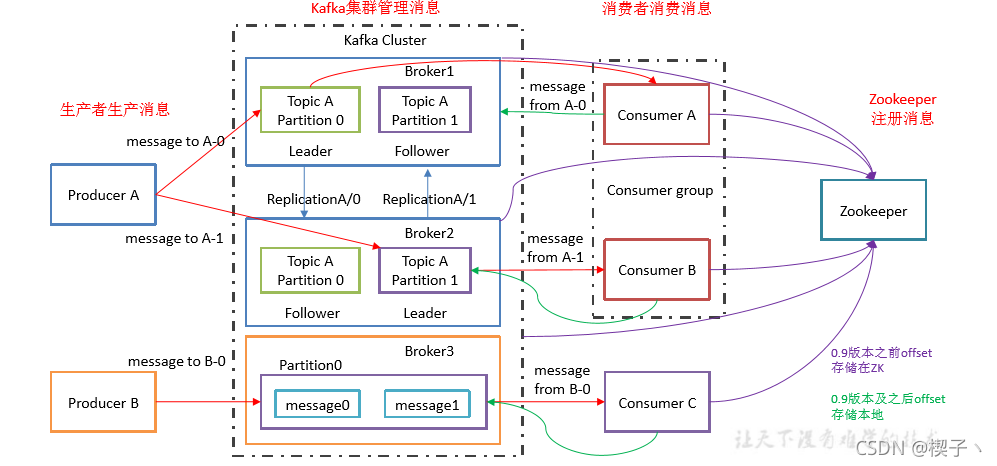 Kafka集群管理消息
消费者消费消息
Kafka Cluster
Broker1
Topic A
Partition 0
Topic A
Partition 1
Leader
Follower
生产者生产消息
message to A-0
Producer A
message to A-1
ReplicationA/0
ReplicationA/1
Broker2
Topic A
Partition 0
Topic A
Partition 1
Follower
Leader
message to B-0
Producer B
Broker3
Partition0
message0
message1
message
from A-0
Consumer A
Consumer group
message
from A-1
Consumer B
message
from B-0
Consumer C
Zookeeper
注册消息
Zookeeper
0.9版本之前offset
存储在ZK
0.9版本及之后offset
存储本地
让天下没有难学的技术
CSDN @楔子丶